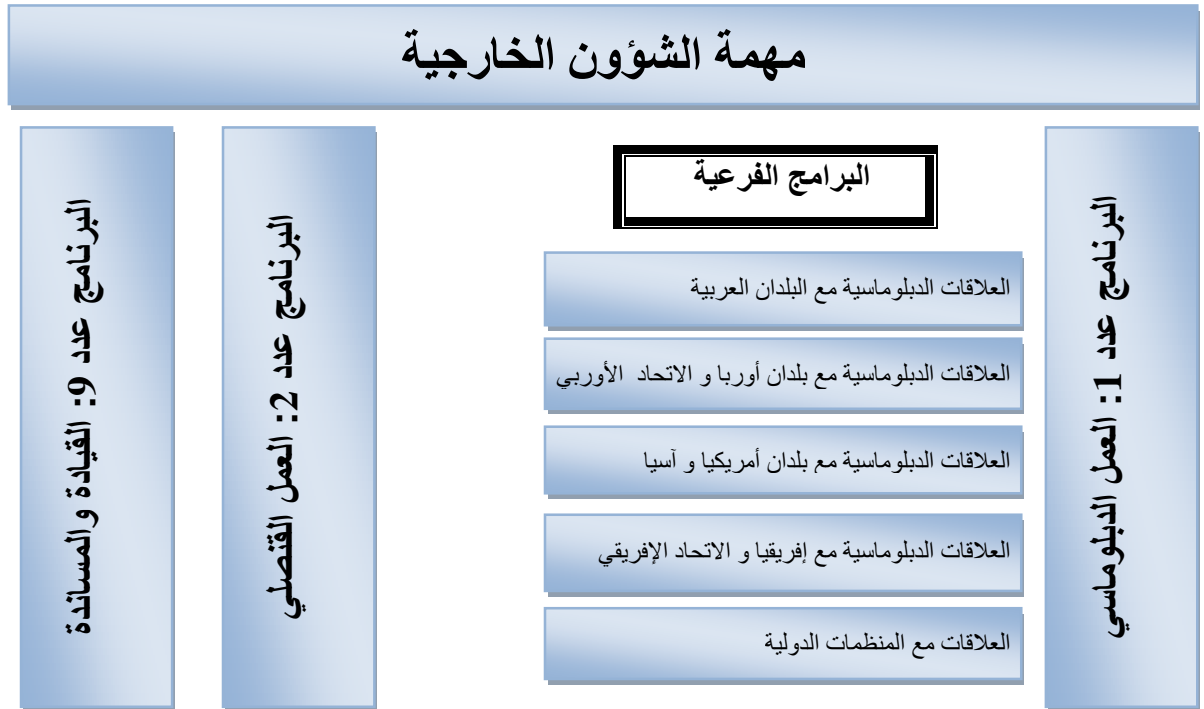 مهمة الشؤون الخارجية
البرنامج عدد 1: العمل الدبلوماسي
البرامج الفرعية
العلاقات الدبلوماسية مع البلدان العربية
العلاقات الدبلوماسية مع بلدان أوربا و الاتحاد الأوربي
العلاقات الدبلوماسية مع بلدان أمريكيا و آسيا
العلاقات الدبلوماسية مع إفريقيا و الاتحاد الإفريقي
العلاقات مع المنظمات الدولية
البرنامج عدد 2: العمل القنصلي
البرنامج عدد 9: القيادة والمساندة